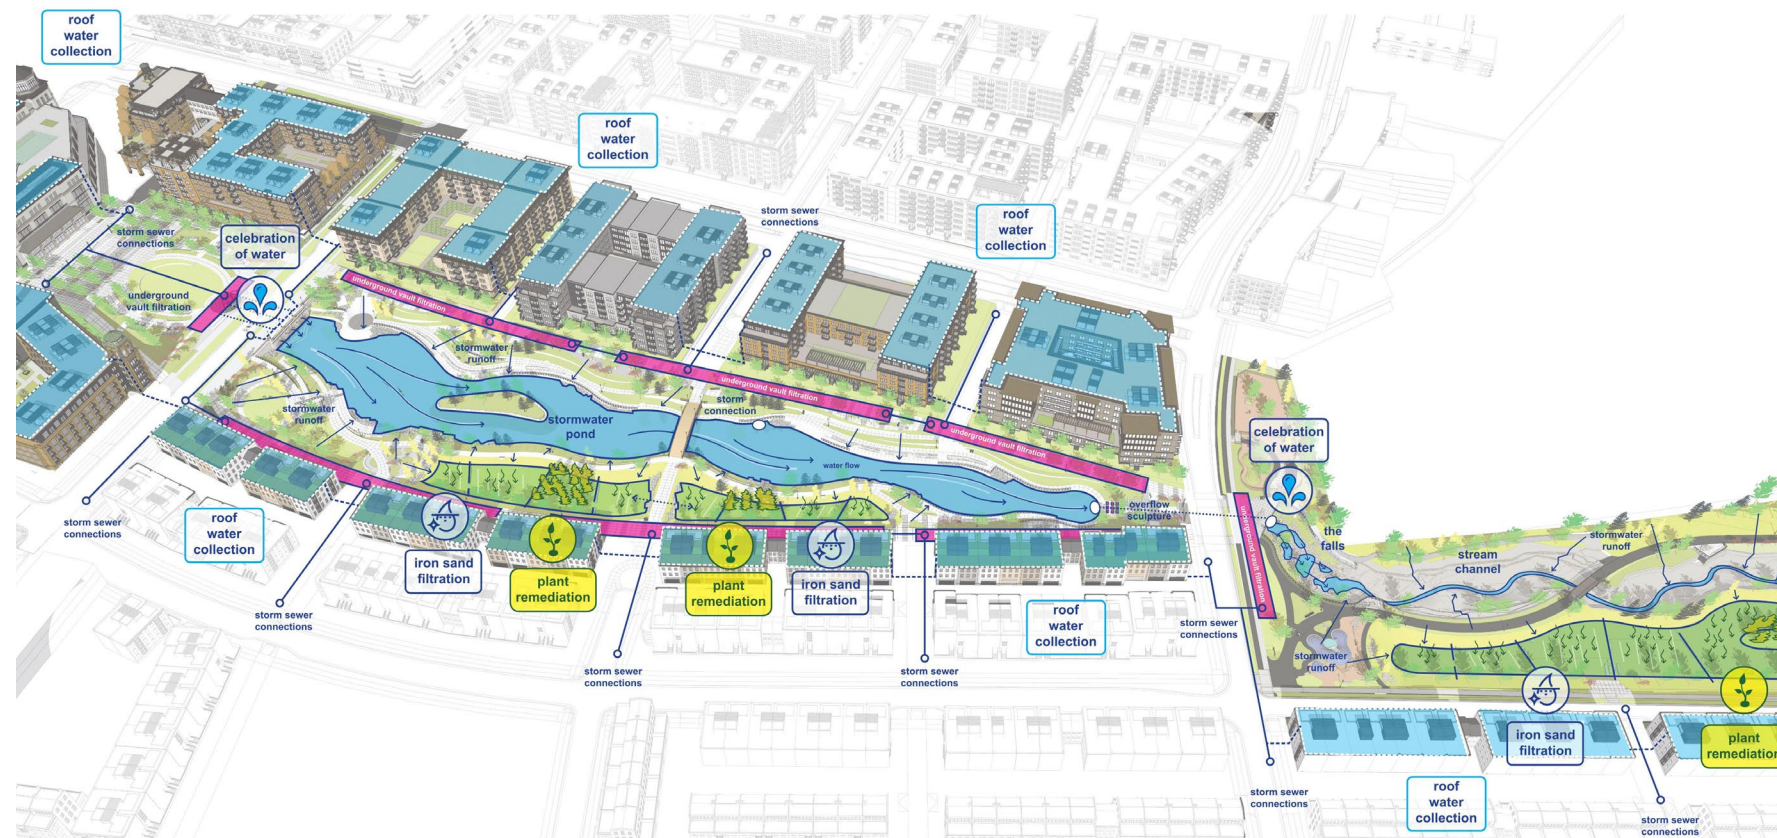 roof
water
collection
roof
water
collection
roof
water
collection
storm sewer
connections
storm sewer
connections
celebration
of water
underground
vault filtration
underground vault filtration
stormwater
runoff
underground vault filtration
storm
connection
stormwater
runoff
stormwater
pond
underground vault filtration
water flow
celebration
of water
overflow
sculpture
underground vault filtration
the
falls
stream
channel
stormwater
runoff
storm sewer
connections
roof
water
collection
iron sand
filtration
plant
remediation
plant
remediation
iron sand
filtration
storm sewer
connections
roof
water
collection
storm sewer
connections
storm sewer
connections
storm sewer
connections
stormwater
runoff
iron sand
filtration
plant
remediation
storm sewer
connections
roof
water
collection
storm sewer
connections